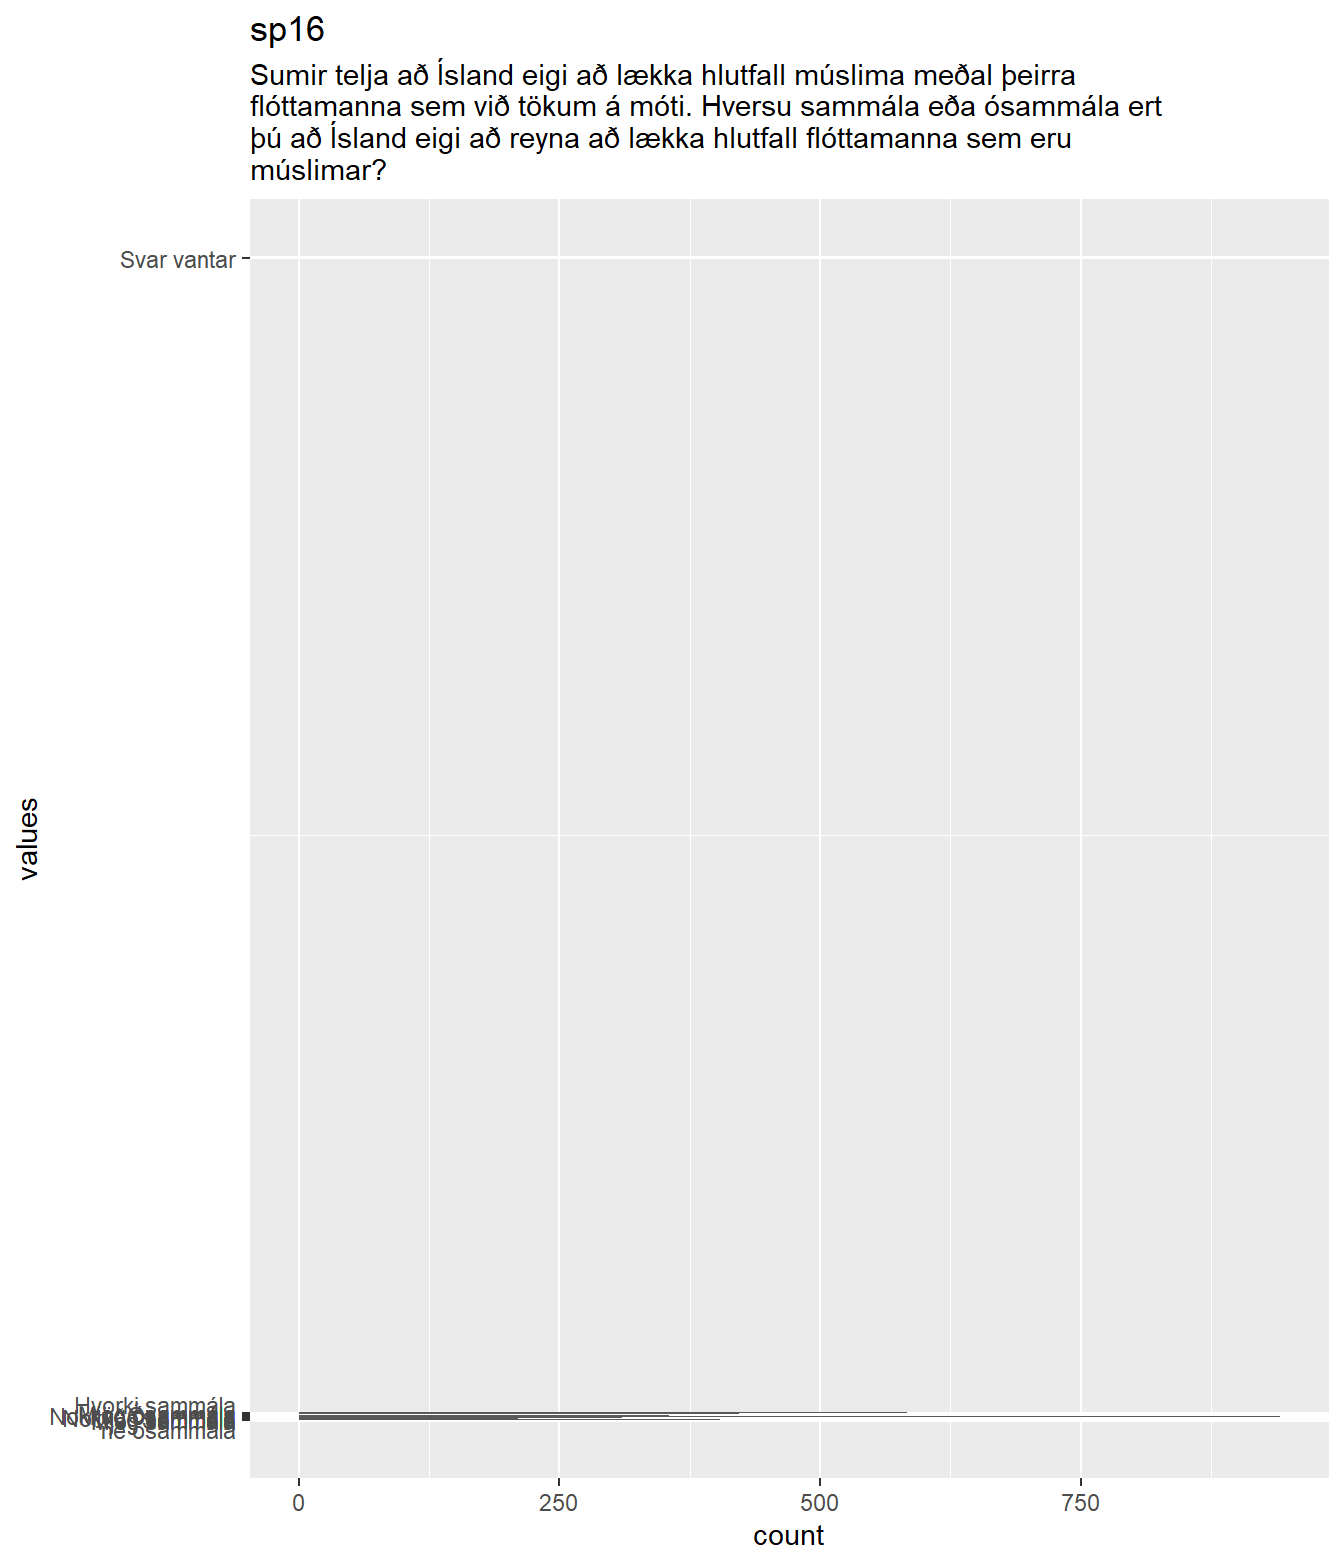 sp16
Sumir telja að Ísland eigi að lækka hlutfall múslima meðal þeirra
flóttamanna sem við tökum á móti. Hversu sammála eða ósammála ert
þú að Ísland eigi að reyna að lækka hlutfall flóttamanna sem eru
múslimar?
Svar vantar
values
Hvorki sammála
né ósammála
0 250 500 750
count